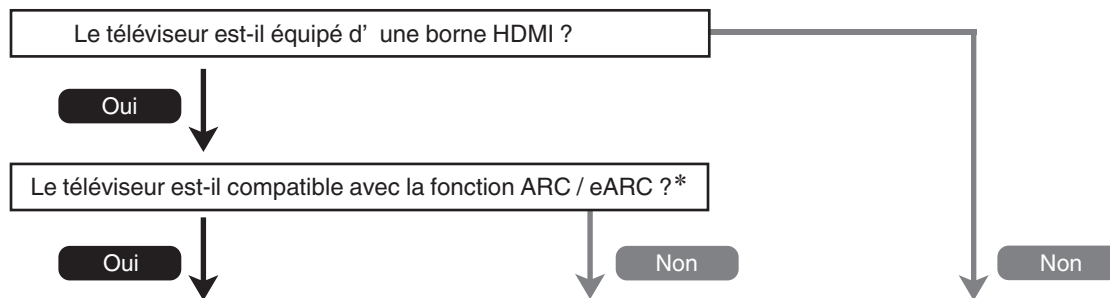 Le téléviseur est-il équipé d’ une borne HDMI ?
Oui
Le téléviseur est-il compatible avec la fonction ARC / eARC ?*
Oui
Non
Non